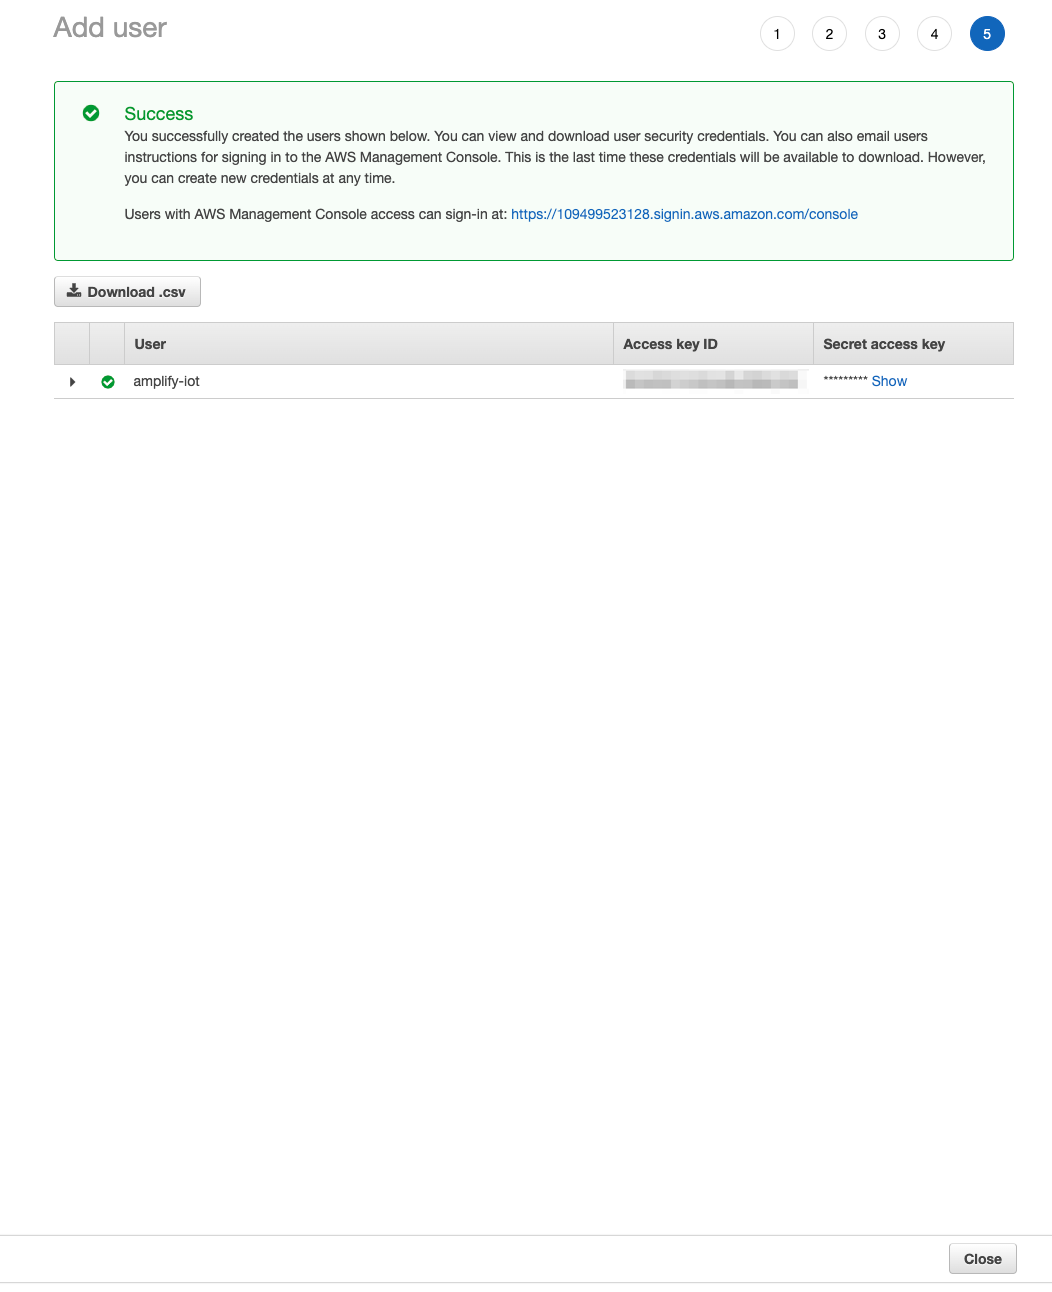 Add user
1 2 3 4 5
Success
You successfully created the users shown below. You can view and download user security credentials. You can also email users
instructions for signing in to the AWS Management Console. This is the last time these credentials will be available to download. However,
you can create new credentials at any time.
Users with AWS Management Console access can sign-in at: https://109499523128.signin.aws.amazon.com/console
Download .csv
User Access key ID Secret access key
amplify-iot ********* Show
Close